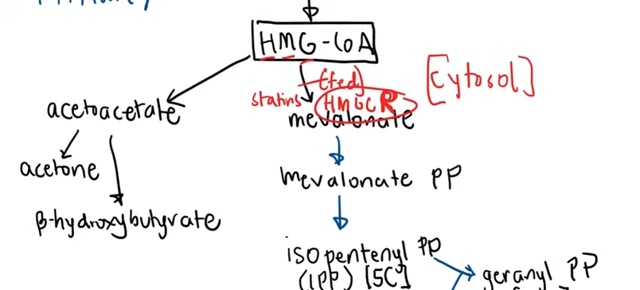 HMG-COA
(fed)
[Cytosol]
statins HMGCR
acetoacetate
mevalonate
acetone
mevalonate PP
β-hydroxybutyrate
isopentenyl PP
(IPP) [5C]
geranyl PP